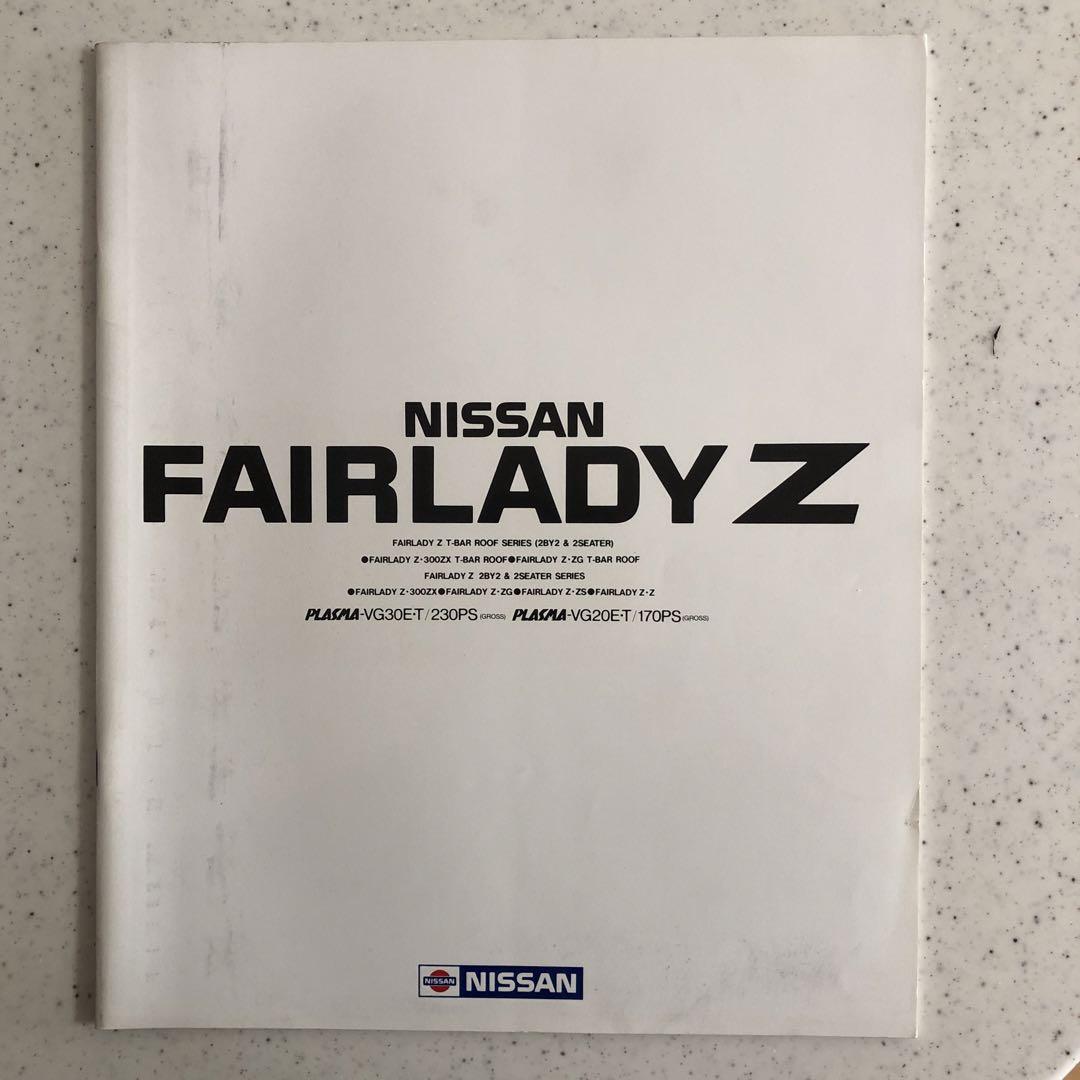 NISSAN
FAIRLADY Z
FAIRLADY Z T-BAR ROOF SERIES (2BY2 & 2SEATER)
●FAIRLADY Z・300ZX T-BAR ROOF●FAIRLADY Z・ZG T-BAR ROOF
FAIRLADY Z 2BY2 & 2SEATER SERIES
●FAIRLADY Z・300ZX●FAIRLADY Z・ZG●FAIRLADY Z・ZS●FAIRLADY Z・Z
PLASMA-VG30E・T/230PS(GROSS) PLASMA-VG20E・T/170PS(GROSS)
NISSAN NISSAN